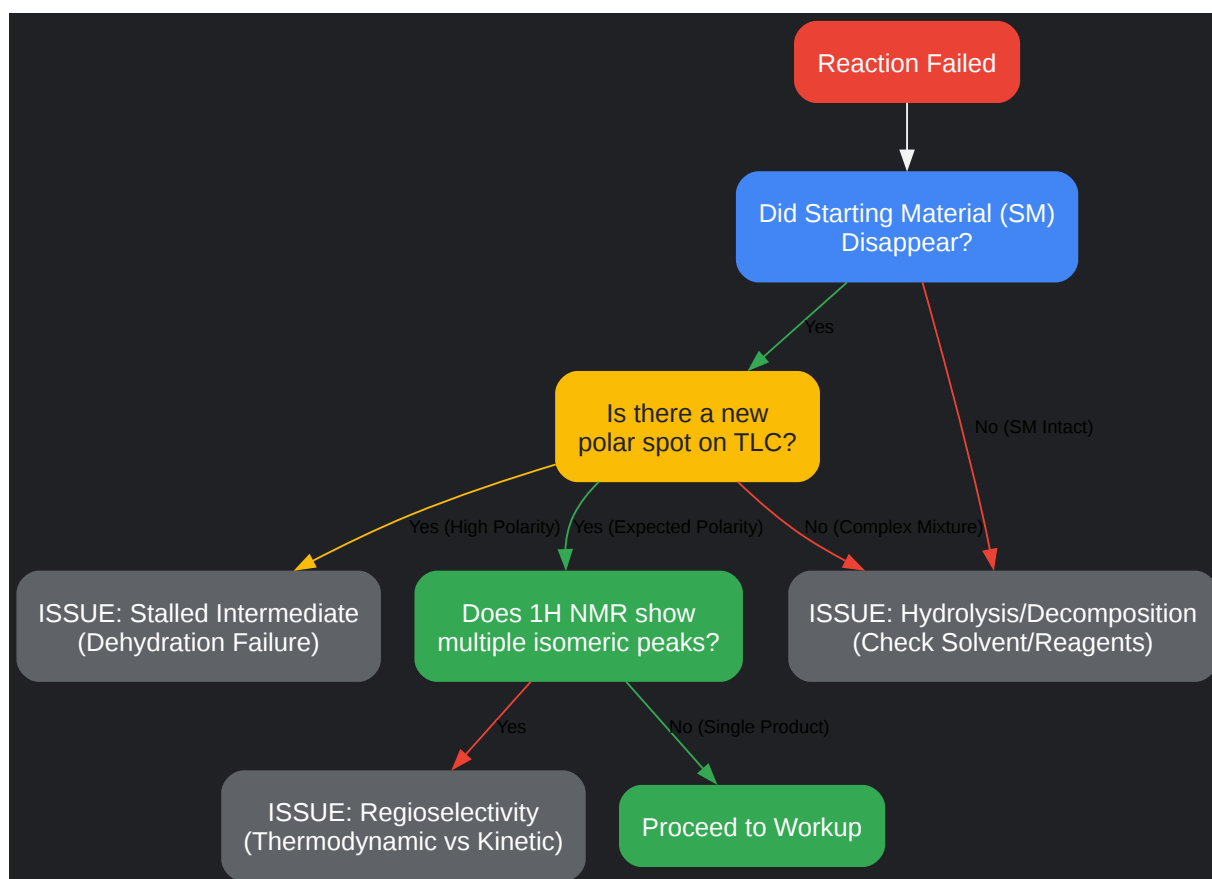 Reaction Failed
Did Starting Material (SM)
Disappear?
Yes
Is there a new
polar spot on TLC?
No (SM Intact)
Yes (High Polarity)
Yes (Expected Polarity)
No (Complex Mixture)
ISSUE: Stalled Intermediate
(Dehydration Failure)
Does 1H NMR show
multiple isomeric peaks?
ISSUE: Hydrolysis/Decomposition
(Check Solvent/Reagents)
Yes
No (Single Product)
ISSUE: Regioselectivity
(Thermodynamic vs Kinetic)
Proceed to Workup